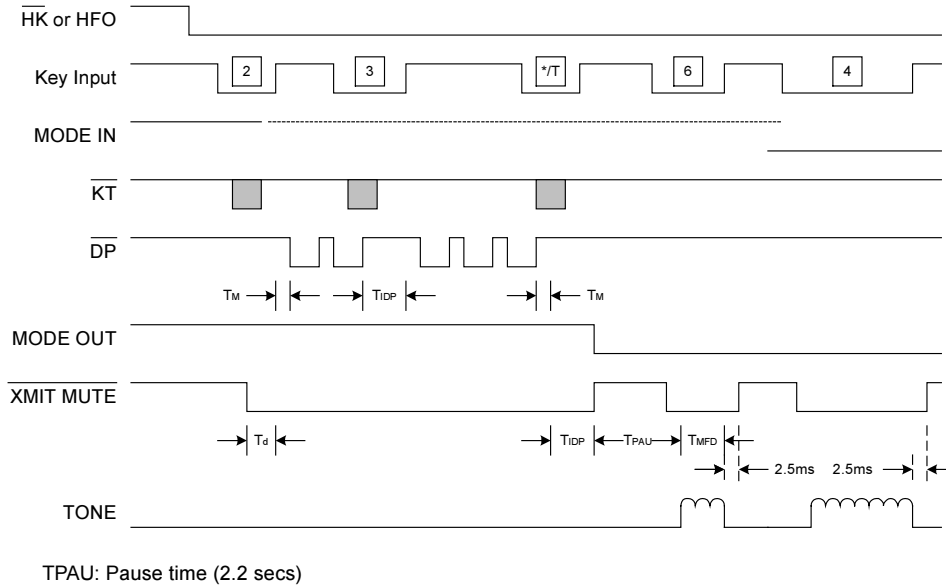 HK or HFO
Key Input
2
3
*/T
6
4
MODE IN
KT
DP
TM
TIDP
TM
MODE OUT
XMIT MUTE
Td
TIDP
TPAU
TMFD
2.5ms
2.5ms
TONE
TPAU: Pause time (2.2 secs)